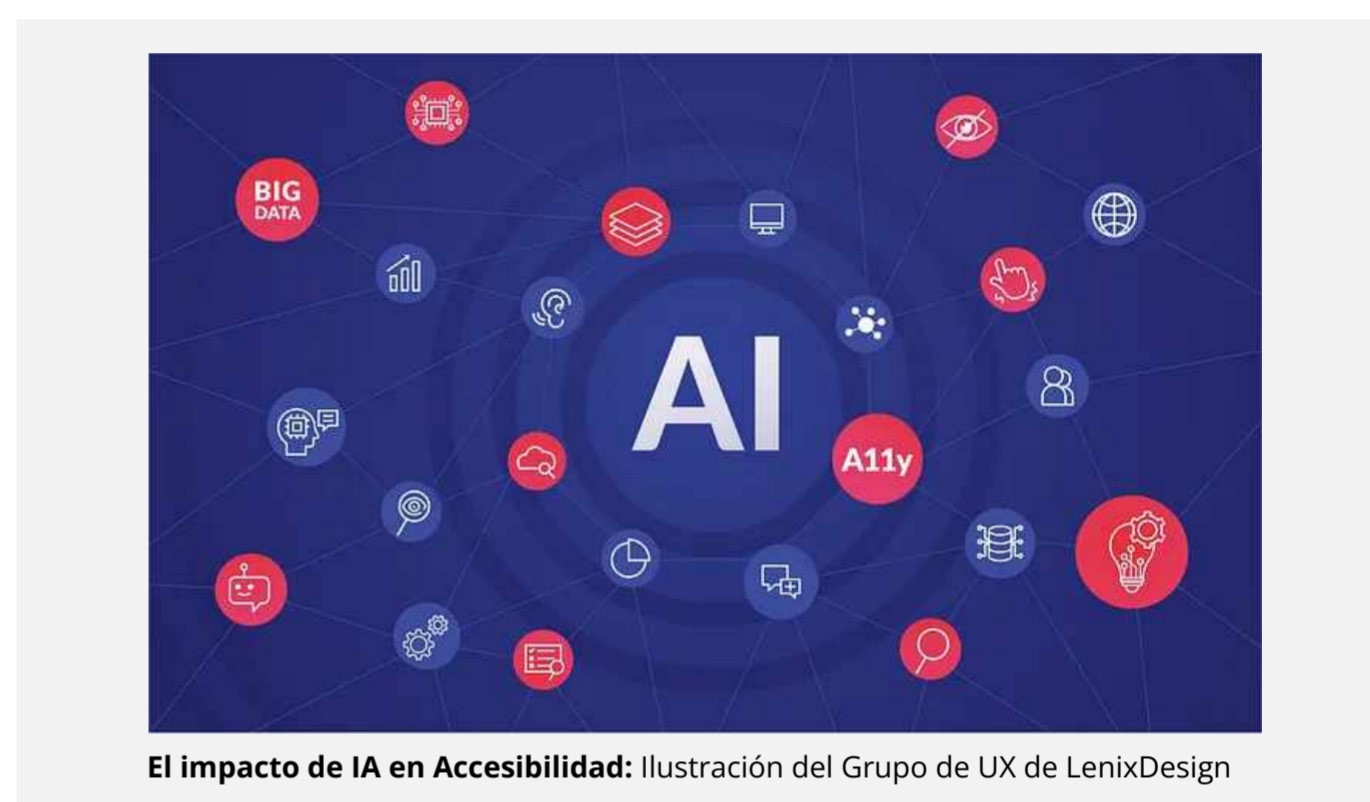 BIG
DATA
AI
A11y
El impacto de IA en Accesibilidad: Ilustración del Grupo de UX de LenixDesign